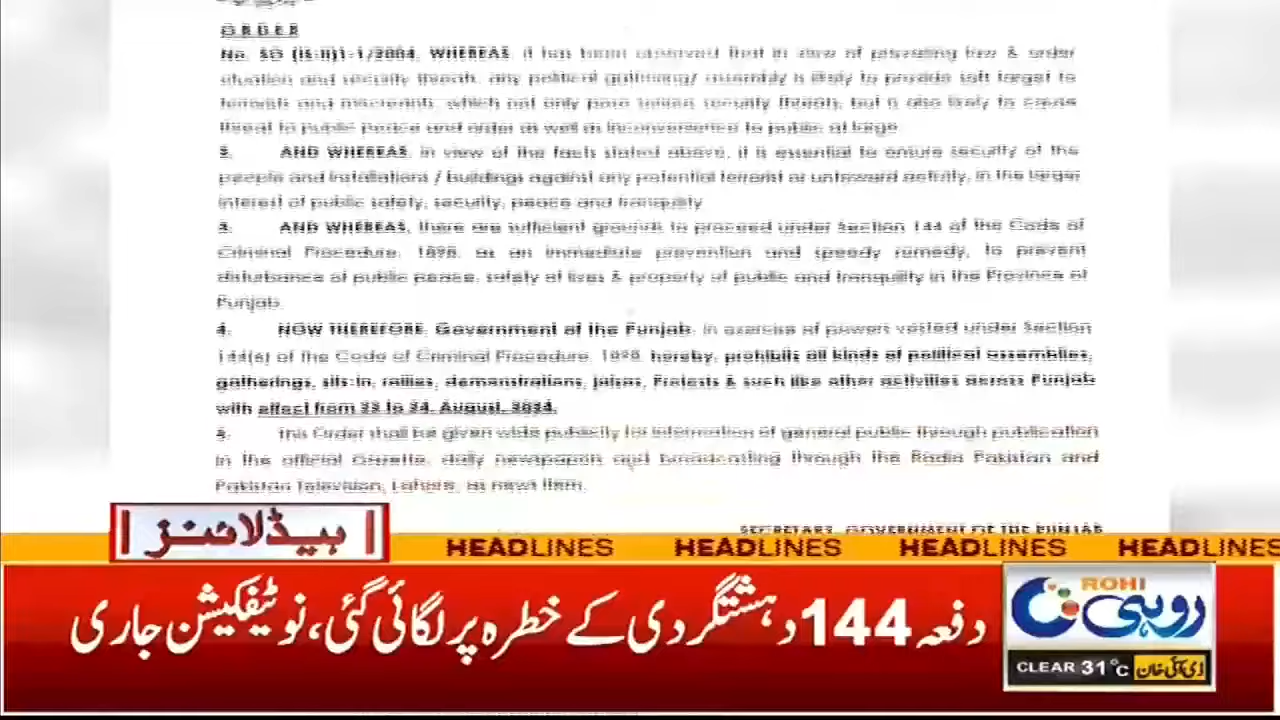 ORDER
No. SO (IS-II)1-1/2004, WHEREAS, it has been observed that in view of prevailing law & order
situation and security threats, any political gathering/ assembly is likely to provide soft target to
terrorists and miscreants, which not only pose serious security threats, but is also likely to create
threat to public peace and order as well as inconvenience to public at large
2. AND WHEREAS, in view of the facts stated above, it is essential to ensure security of the
people and installations / buildings against any potential terrorist or untoward activity, in the larger
interest of public safety, security, peace and tranquility
3. AND WHEREAS, there are sufficient grounds to proceed under Section 144 of the Code of
Criminal Procedure, 1898, as an immediate prevention and speedy remedy, to prevent
disturbance of public peace, safety of lives & property of public and tranquility in the Province of
Punjab.
4. NOW THEREFORE, Government of the Punjab, in exercise of powers vested under Section
144(6) of the Code of Criminal Procedure, 1898, hereby, prohibits all kinds of political assemblies,
gatherings, sits-in, rallies, demonstrations, jalsas, Protests & such like other activities across Punjab
with effect from 22 to 24, August, 2024.
5. This Order shall be given wide publicity for information of general public through publication
in the official Gazette, daily newspapers and broadcasting through the Radio Pakistan and
Pakistan Television, Lahore, as news item.
SECRETARY, GOVERNMENT OF THE PUNJAB
ہیڈلائنز
HEADLINES HEADLINES HEADLINES HEADLINES
دفعہ 144 دہشتگردی کے خطرہ پر لگائی گئی، نوٹیفکیشن جاری
ROHI
روہی
CLEAR 31°C ڈی آئی خان